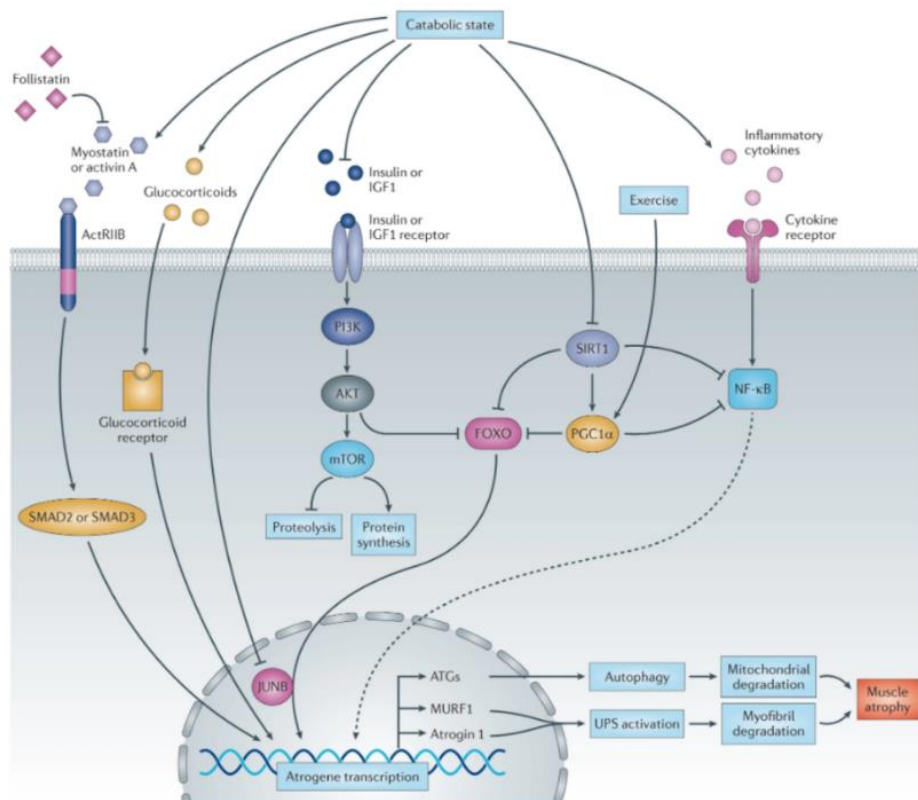 Catabolic state
Follistatin
Myostatin
or activin A
Glucocorticoids
Insulin or
IGF1
Inflammatory
cytokines
Exercise
ActRIIB
Insulin or
IGF1 receptor
Cytokine
receptor
PI3K
SIRT1
AKT
NF-κB
Glucocorticoid
receptor
FOXO
PGC1α
mTOR
SMAD2 or SMAD3
Proteolysis
Protein
synthesis
JUNB
ATGs
Autophagy
Mitochondrial
degradation
MURF1
Muscle
atrophy
Atrogin 1
UPS activation
Myofibril
degradation
Atrogene transcription